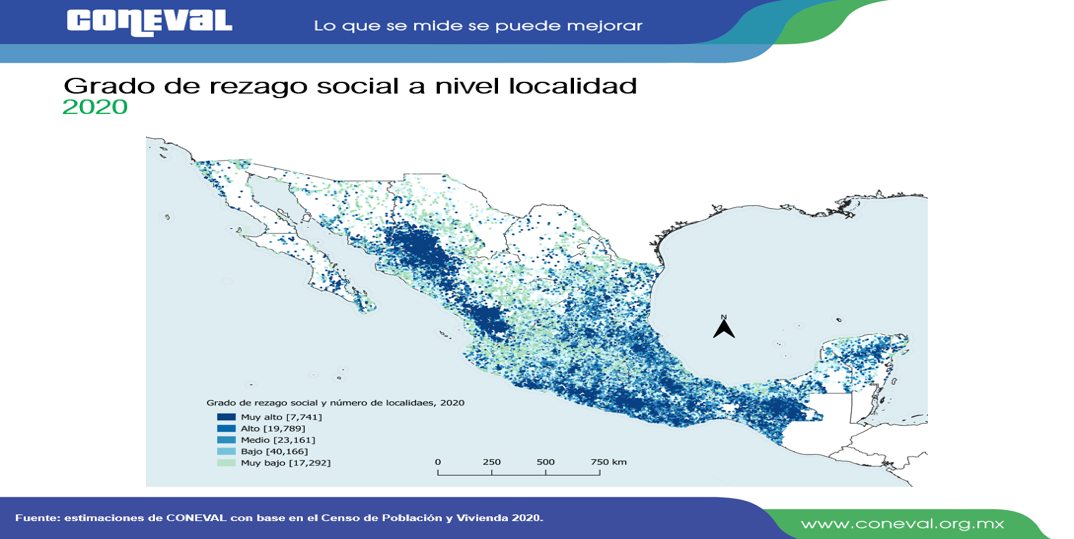 CONEVAL
Lo que se mide se puede mejorar
Grado de rezago social a nivel localidad
2020
N
Grado de rezago social y número de localidaes, 2020
Muy alto [7,741]
Alto [19,789]
Medio [23,161]
Bajo [40,166]
Muy bajo [17,292]
0 250 500 750 km
Fuente: estimaciones de CONEVAL con base en el Censo de Población y Vivienda 2020.
www.coneval.org.mx